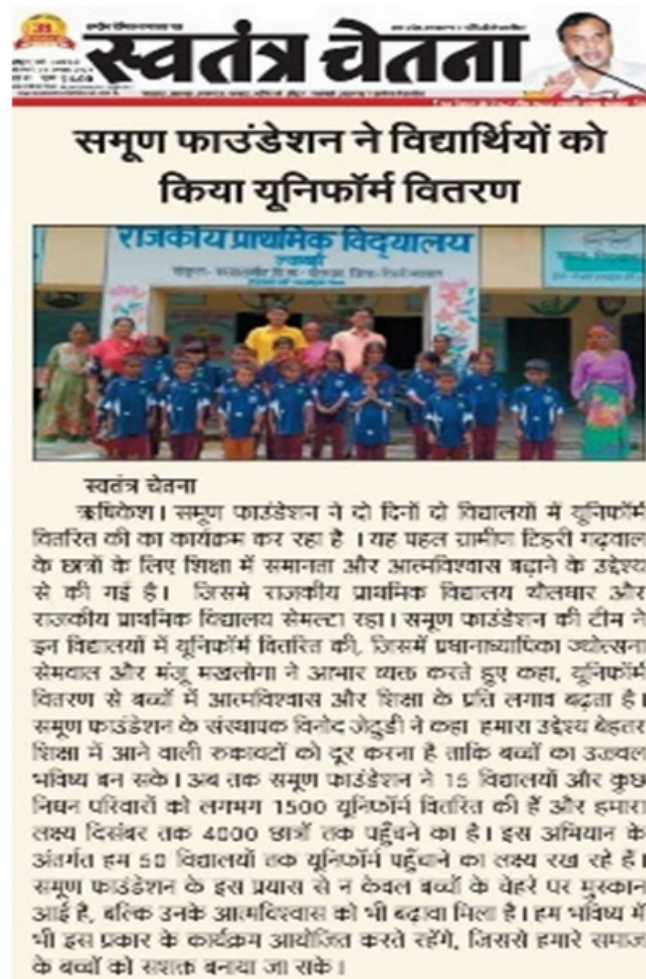 स्वतंत्र चेतना
समूण फाउंडेशन ने विद्यार्थियों को
किया यूनिफॉर्म वितरण
राजकीय प्राथमिक विद्यालय
स्वतंत्र चेतना
ऋषिकेश। समूण फाउंडेशन ने दो दिनों दो विद्यालयों में यूनिफॉर्म
वितरित की का कार्यक्रम कर रहा है । यह पहल ग्रामीण टिहरी गढ़वाल
के छात्रों के लिए शिक्षा में समानता और आत्मविश्वास बढ़ाने के उद्देश्य
से की गई है। जिसमे राजकीय प्राथमिक विद्यालय थौलधार और
राजकीय प्राथमिक विद्यालय सेमल्टा रहा। समूण फाउंडेशन की टीम ने
इन विद्यालयों में यूनिफॉर्म वितरित की, जिसमें प्रधानाध्यापिका ज्योत्सना
सेमवाल और मंजू मखलोगा ने आभार व्यक्त करते हुए कहा, यूनिफॉर्म
वितरण से बच्चों में आत्मविश्वास और शिक्षा के प्रति लगाव बढ़ता है।
समूण फाउंडेशन के संस्थापक विनोद जेठुडी ने कहा हमारा उद्देश्य बेहतर
शिक्षा में आने वाली रुकावटों को दूर करना है ताकि बच्चों का उज्जवल
भविष्य बन सके। अब तक समूण फाउंडेशन ने 15 विद्यालयों और कुछ
निधन परिवारों को लगभग 1500 यूनिफॉर्म वितरित की हैं और हमारा
लक्ष्य दिसंबर तक 4000 छात्रों तक पहुँचने का है। इस अभियान के
अंतर्गत हम 50 विद्यालयों तक यूनिफॉर्म पहुँचाने का लक्ष्य रख रहे हैं।
समूण फाउंडेशन के इस प्रयास से न केवल बच्चों के चेहरे पर मुस्कान
आई है, बल्कि उनके आत्मविश्वास को भी बढ़ावा मिला है। हम भविष्य में
भी इस प्रकार के कार्यक्रम आयोजित करते रहेंगे, जिससे हमारे समाज
के बच्चों को सशक्त बनाया जा सके।